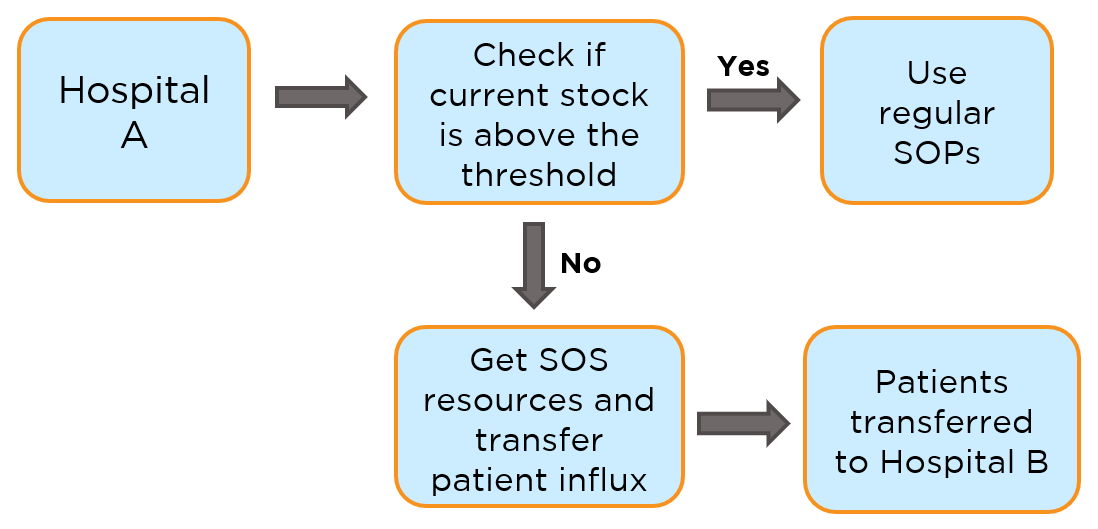 Hospital
A
Check if
current stock
is above the
threshold
Yes
Use
regular
SOPs
No
Get SOS
resources and
transfer
patient influx
Patients
transferred
to Hospital B